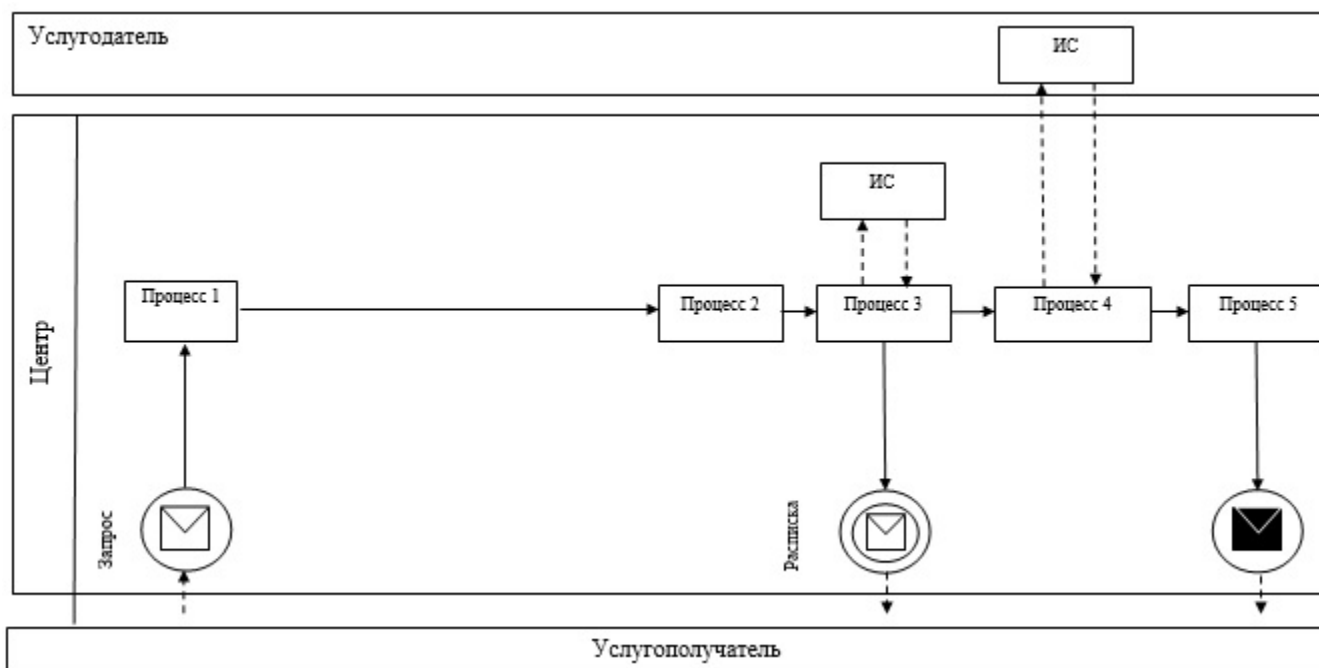 Услугодатель
ИС
ИС
Процесс 1
Процесс 2
Процесс 3
Процесс 4
Процесс 5
Центр
Запрос
Расписка
Услугополучатель